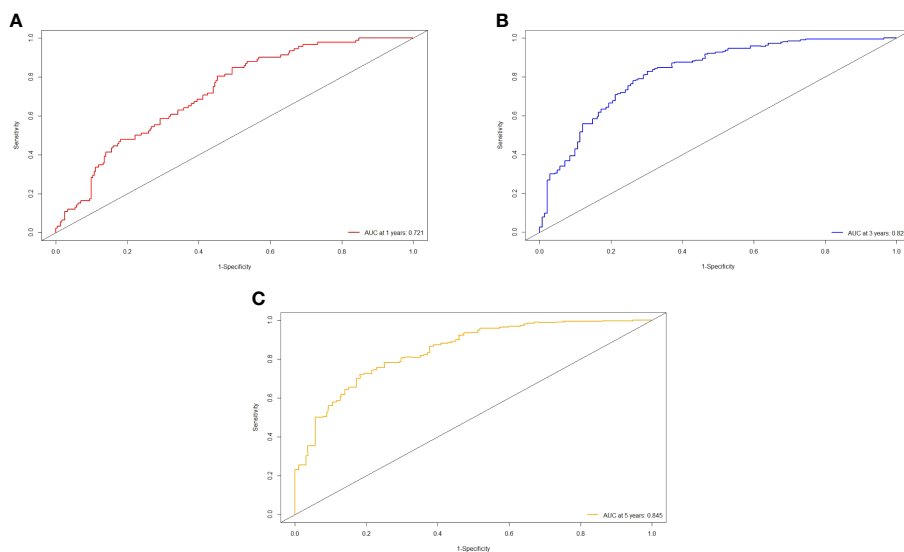 A
1.0
0.8
0.6
0.4
0.2
0.0
Sensitivity
0.0 0.2 0.4 0.6 0.8 1.0
1-Specificity
AUC at 1 years: 0.721
B
1.0
0.8
0.6
0.4
0.2
0.0
Sensitivity
0.0 0.2 0.4 0.6 0.8 1.0
1-Specificity
AUC at 3 years: 0.82
C
1.0
0.8
0.6
0.4
0.2
0.0
Sensitivity
0.0 0.2 0.4 0.6 0.8 1.0
1-Specificity
AUC at 5 years: 0.845